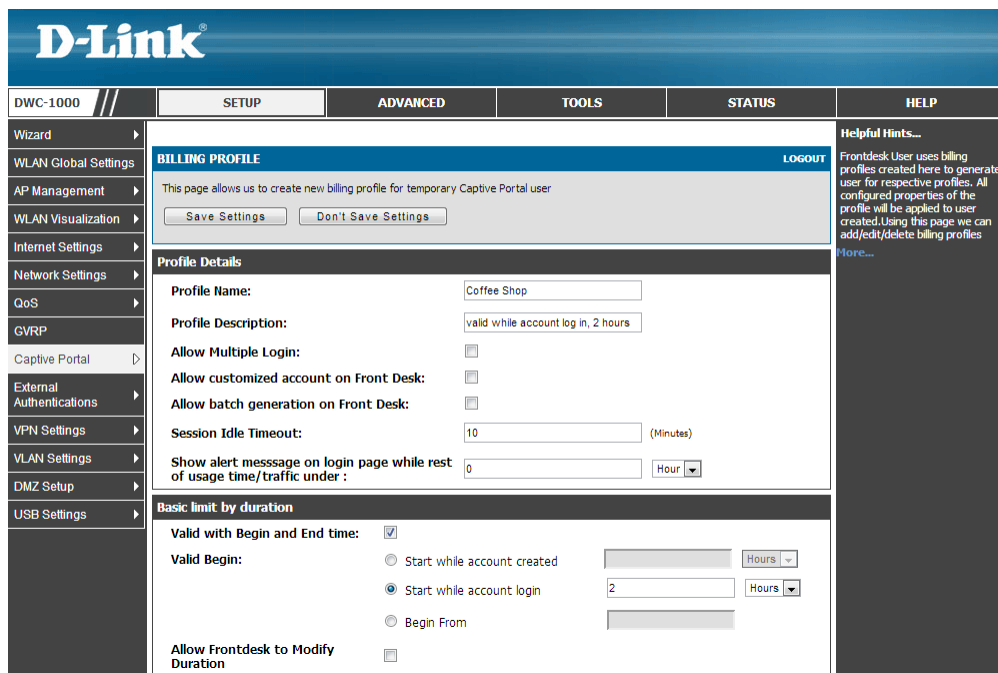 D-Link®
DWC-1000
SETUP
ADVANCED
TOOLS
STATUS
HELP
Wizard
WLAN Global Settings
AP Management
WLAN Visualization
Internet Settings
Network Settings
QoS
GVRP
Captive Portal
External
Authentications
VPN Settings
VLAN Settings
DMZ Setup
USB Settings
BILLING PROFILE
LOGOUT
This page allows us to create new billing profile for temporary Captive Portal user
Save Settings
Don't Save Settings
Profile Details
Profile Name:
Coffee Shop
Profile Description:
valid while account log in, 2 hours
Allow Multiple Login:
Allow customized account on Front Desk:
Allow batch generation on Front Desk:
Session Idle Timeout:
10
(Minutes)
Show alert messsage on login page while rest
of usage time/traffic under :
0
Hour
Basic limit by duration
Valid with Begin and End time:
Valid Begin:
Start while account created
Hours
Start while account login
2
Hours
Begin From
Allow Frontdesk to Modify
Duration
Helpful Hints...
Frontdesk User uses billing
profiles created here to generate
user for respective profiles. All
configured properties of the
profile will be applied to user
created.Using this page we can
add/edit/delete billing profiles
More...